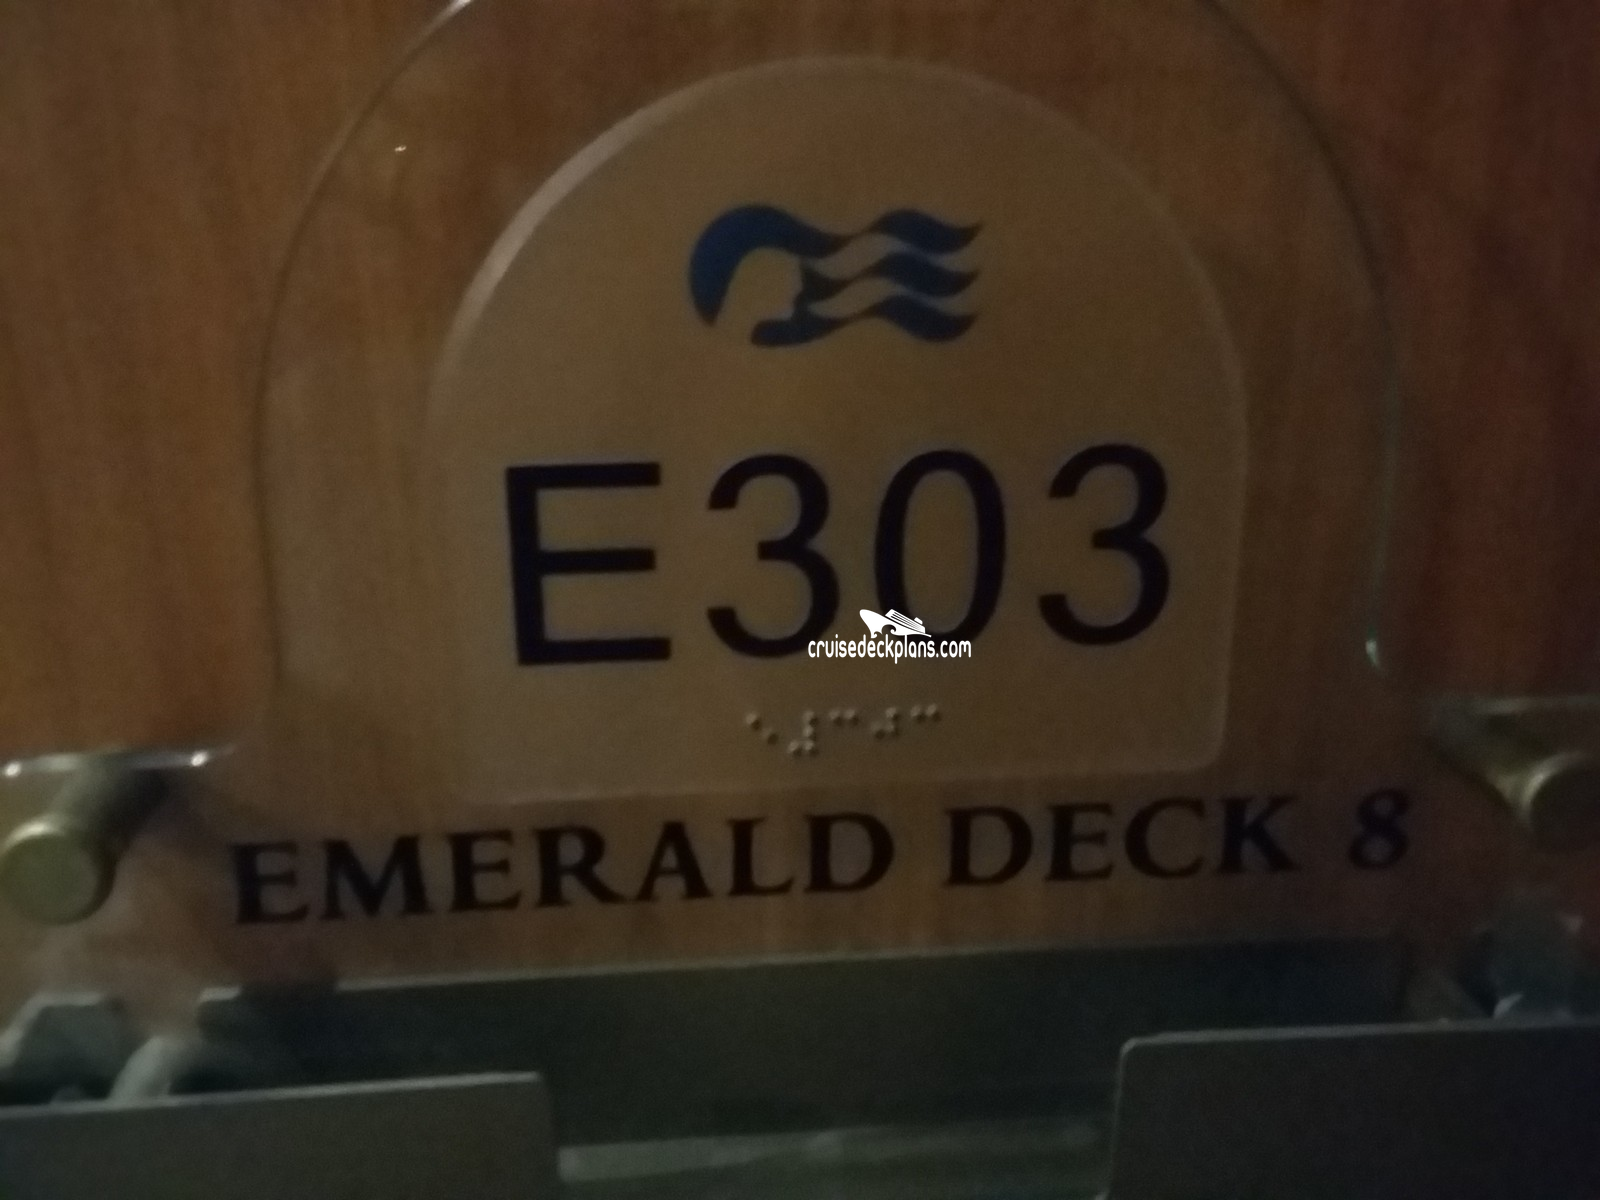 E303
cruisedeckplans.com
⠑⠼⠉⠚⠉
EMERALD DECK 8